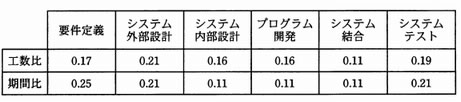 要件定義 システム外部設計 システム内部設計 プログラム開発 システム結合 システムテスト
工数比 0.17 0.21 0.16 0.16 0.11 0.19
期間比 0.25 0.21 0.11 0.11 0.11 0.21